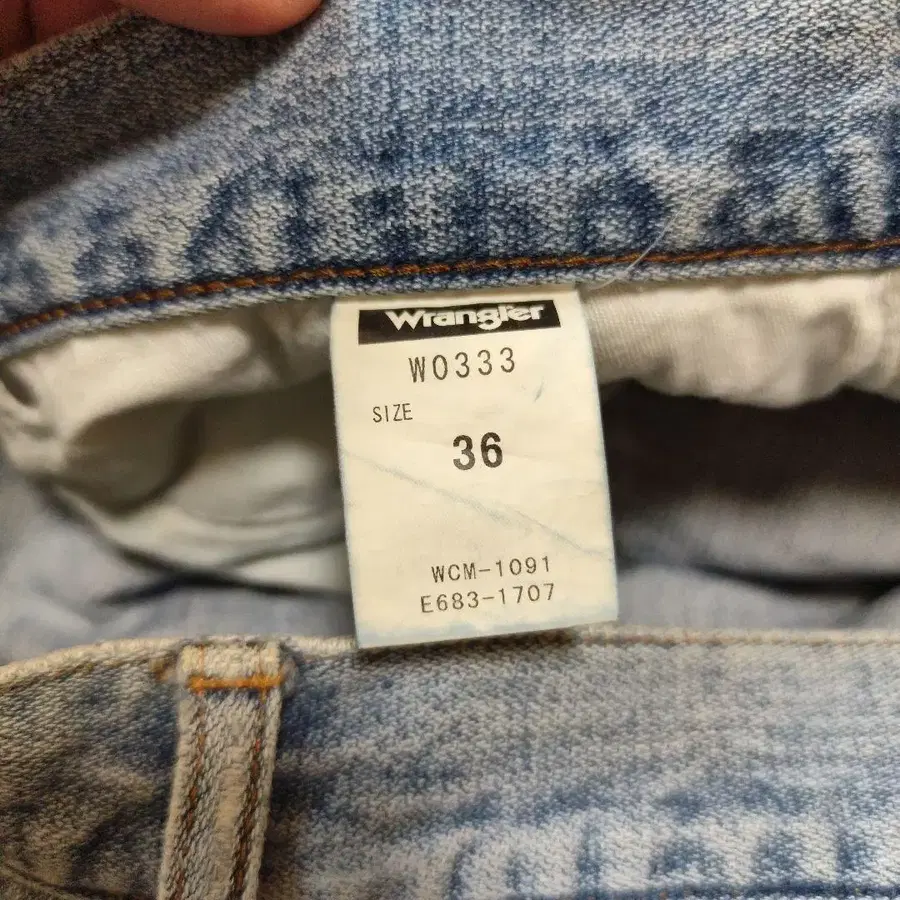 Wrangler
W0333
SIZE
36
WCM-1091
E683-1707